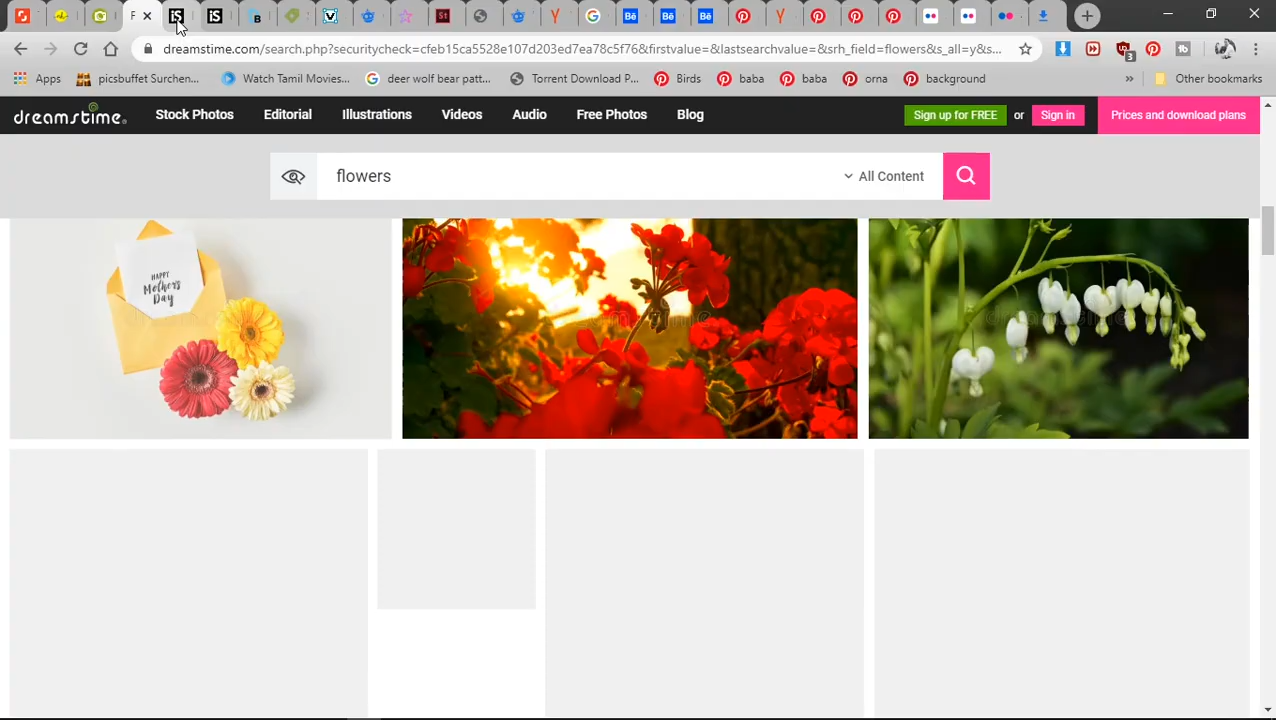 F
dreamstime.com/search.php?securitycheck=cfeb15ca5528e107d203ed7ea78c5f76&firstvalue=&lastsearchvalue=&srh_field=flowers&s_all=y&s...
Apps picsbuffet Surchen... Watch Tamil Movies... deer wolf bear patt... Torrent Download P... Birds baba baba orna background » Other bookmarks
dreamstime Stock Photos Editorial Illustrations Videos Audio Free Photos Blog Sign up for FREE or Sign in Prices and download plans
flowers All Content
HAPPY
Mother's
DAY